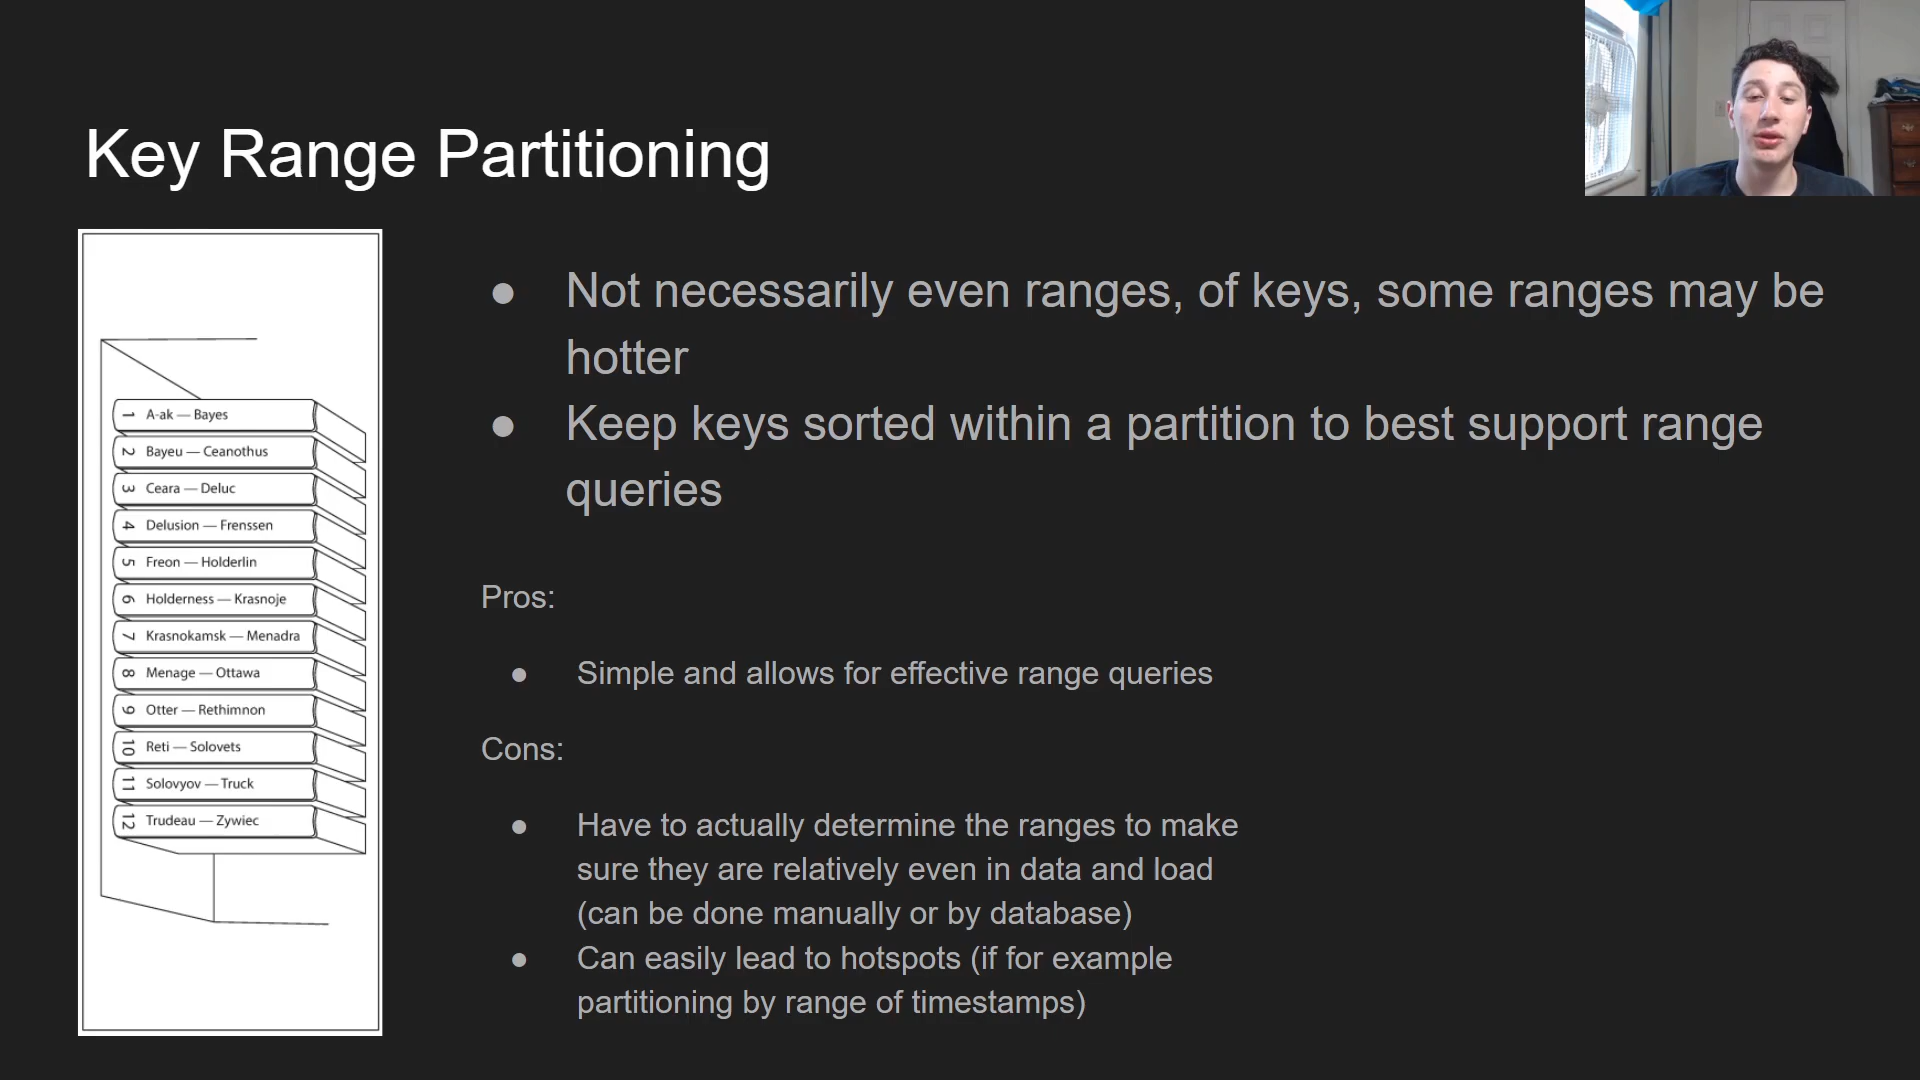 Key Range Partitioning
1 A-ak — Bayes
2 Bayeu — Ceanothus
3 Ceara — Deluc
4 Delusion — Frenssen
5 Freon — Holderlin
6 Holderness — Krasnoje
7 Krasnokamsk — Menadra
8 Menage — Ottawa
9 Otter — Rethimnon
10 Reti — Solovets
11 Solovyov — Truck
12 Trudeau — Zywiec
● Not necessarily even ranges, of keys, some ranges may be
hotter
● Keep keys sorted within a partition to best support range
queries
Pros:
● Simple and allows for effective range queries
Cons:
● Have to actually determine the ranges to make
sure they are relatively even in data and load
(can be done manually or by database)
● Can easily lead to hotspots (if for example
partitioning by range of timestamps)